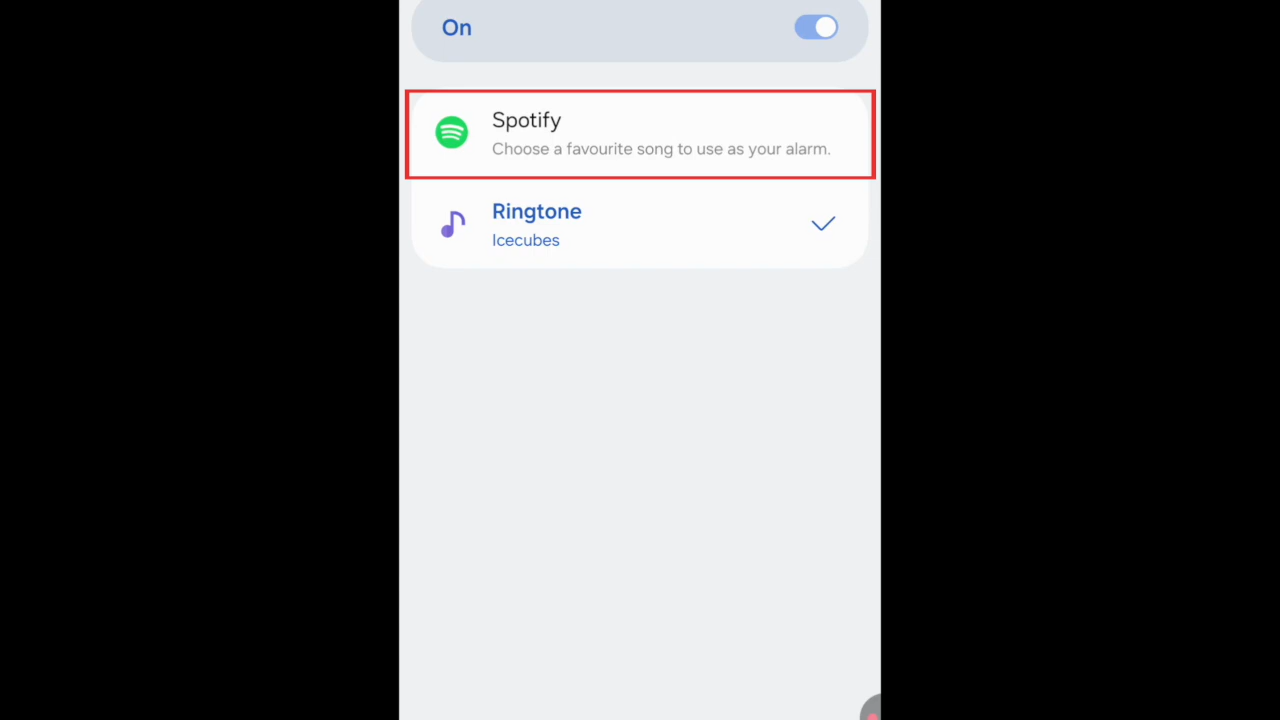 On
Spotify
Choose a favourite song to use as your alarm.
Ringtone
Icecubes